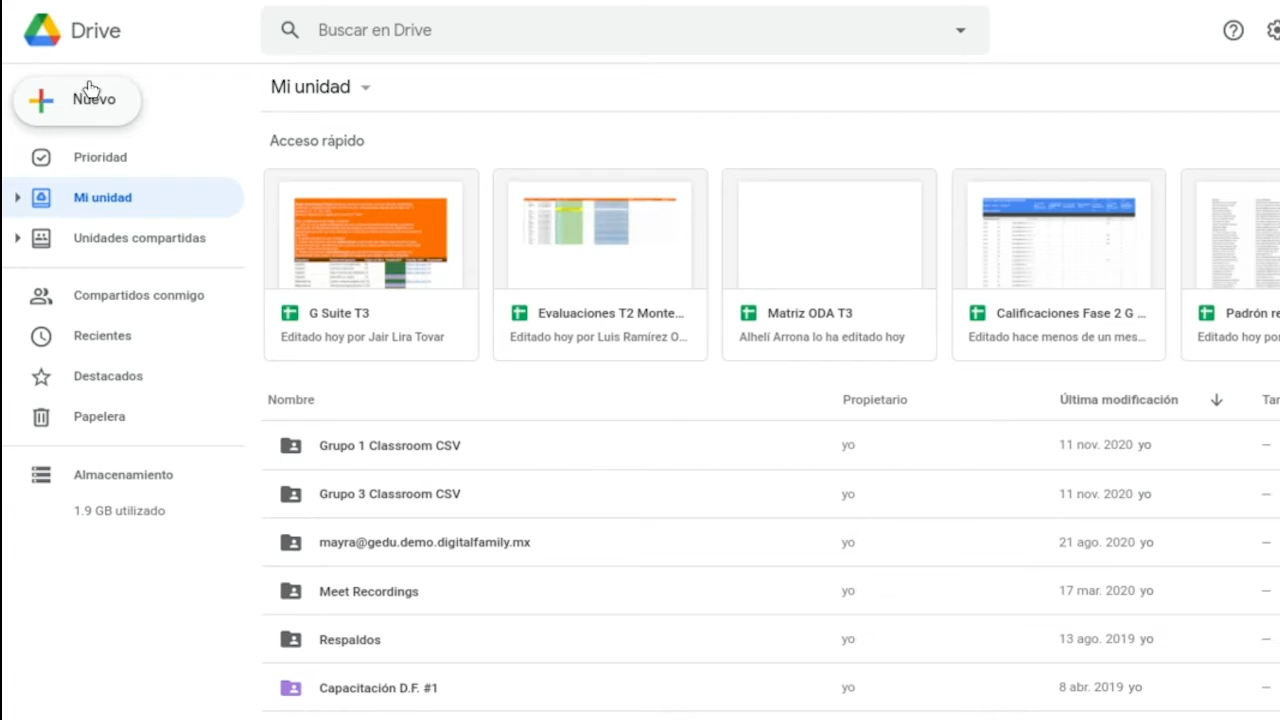 Drive
Buscar en Drive
Nuevo
Mi unidad
Acceso rápido
Prioridad
Mi unidad
Unidades compartidas
Compartidos conmigo
Recientes
Destacados
Papelera
Almacenamiento
1.9 GB utilizado
G Suite T3
Editado hoy por Jair Lira Tovar
Evaluaciones T2 Monte...
Editado hoy por Luis Ramírez O...
Matriz ODA T3
Alhelí Arrona lo ha editado hoy
Calificaciones Fase 2 G ...
Editado hace menos de un mes...
Padrón re
Editado hoy por
Nombre Propietario Última modificación Tar
Grupo 1 Classroom CSV yo 11 nov. 2020 yo —
Grupo 3 Classroom CSV yo 11 nov. 2020 yo —
mayra@gedu.demo.digitalfamily.mx yo 21 ago. 2020 yo —
Meet Recordings yo 17 mar. 2020 yo —
Respaldos yo 13 ago. 2019 yo —
Capacitación D.F. #1 yo 8 abr. 2019 yo —